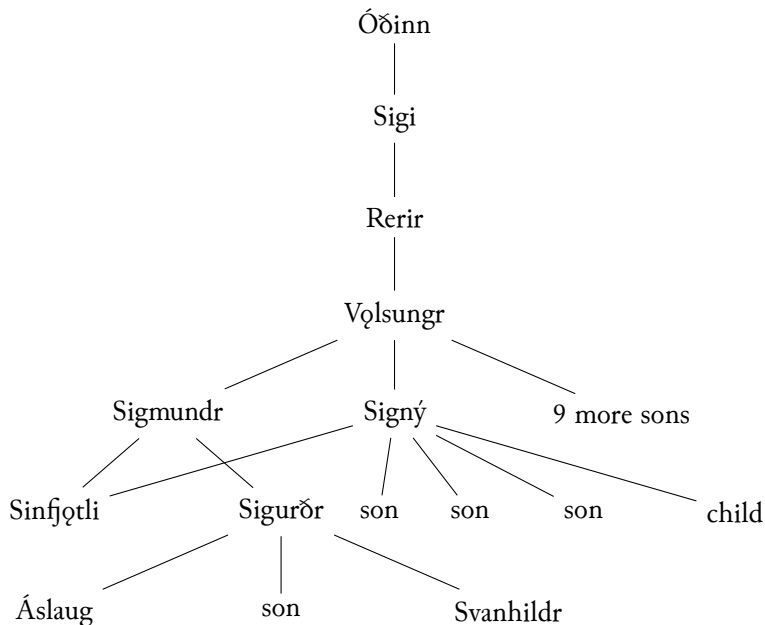 Óðinn
Sigi
Rerir
Vǫlsungr
Sigmundr Signý 9 more sons
Sinfjǫtli Sigurðr son son son child
Áslaug son Svanhildr